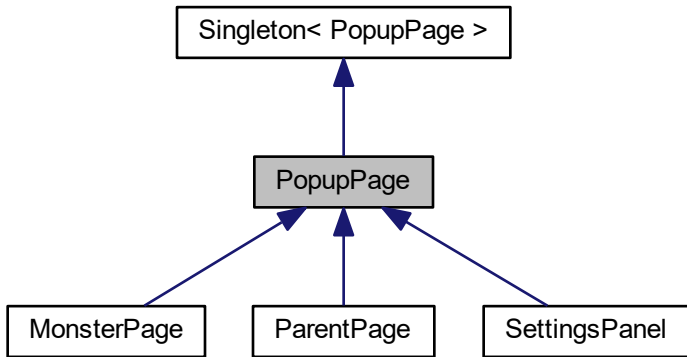 Singleton< PopupPage >
PopupPage
MonsterPage
ParentPage
SettingsPanel